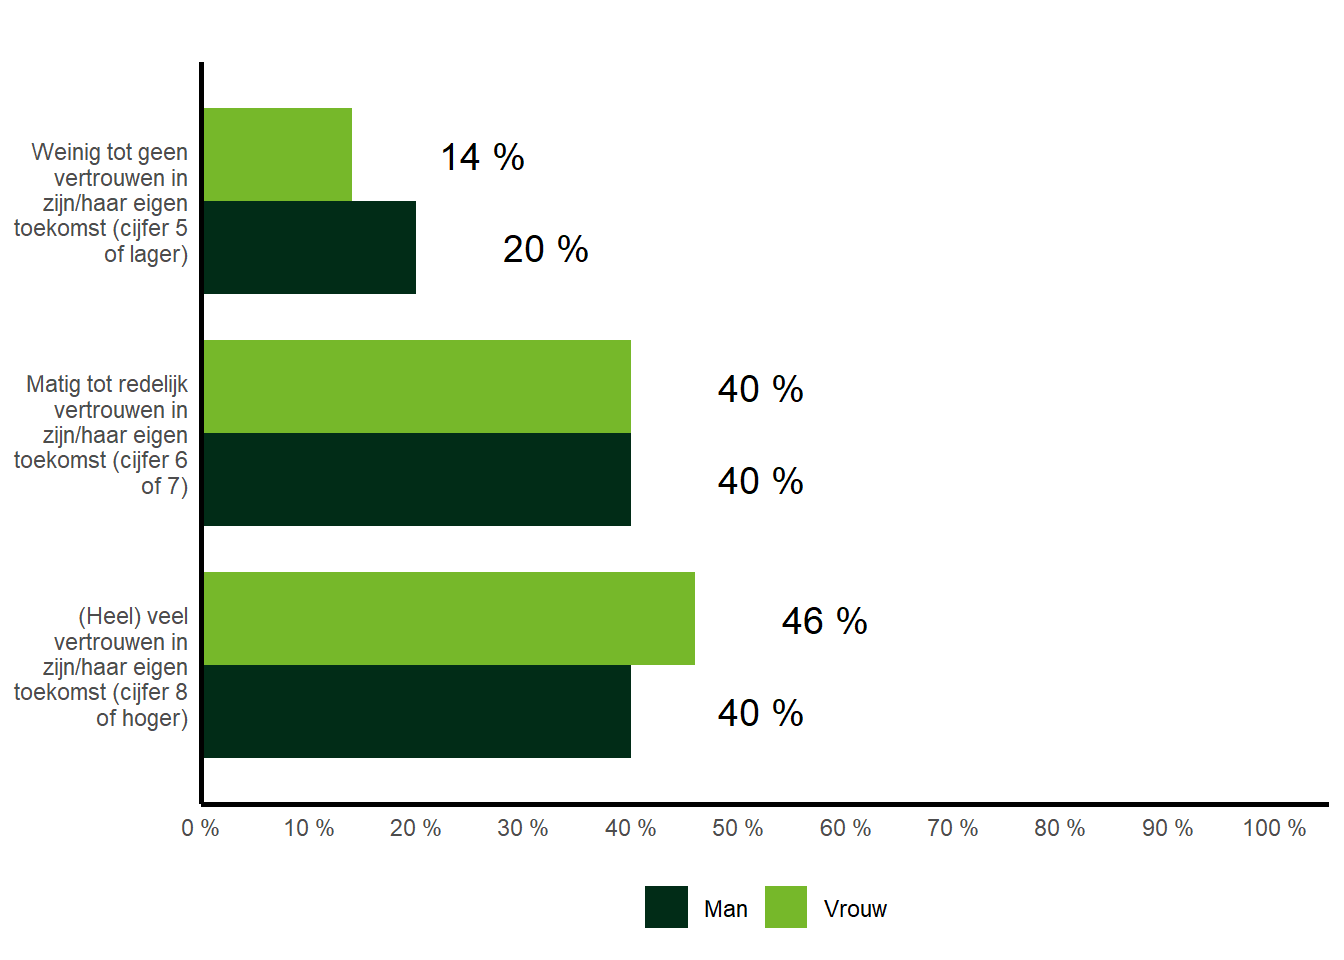 Weinig tot geen
vertrouwen in
zijn/haar eigen
toekomst (cijfer 5
of lager)
14 %
20 %
Matig tot redelijk
vertrouwen in
zijn/haar eigen
toekomst (cijfer 6
of 7)
40 %
40 %
(Heel) veel
vertrouwen in
zijn/haar eigen
toekomst (cijfer 8
of hoger)
46 %
40 %
0 % 10 % 20 % 30 % 40 % 50 % 60 % 70 % 80 % 90 % 100 %
Man Vrouw